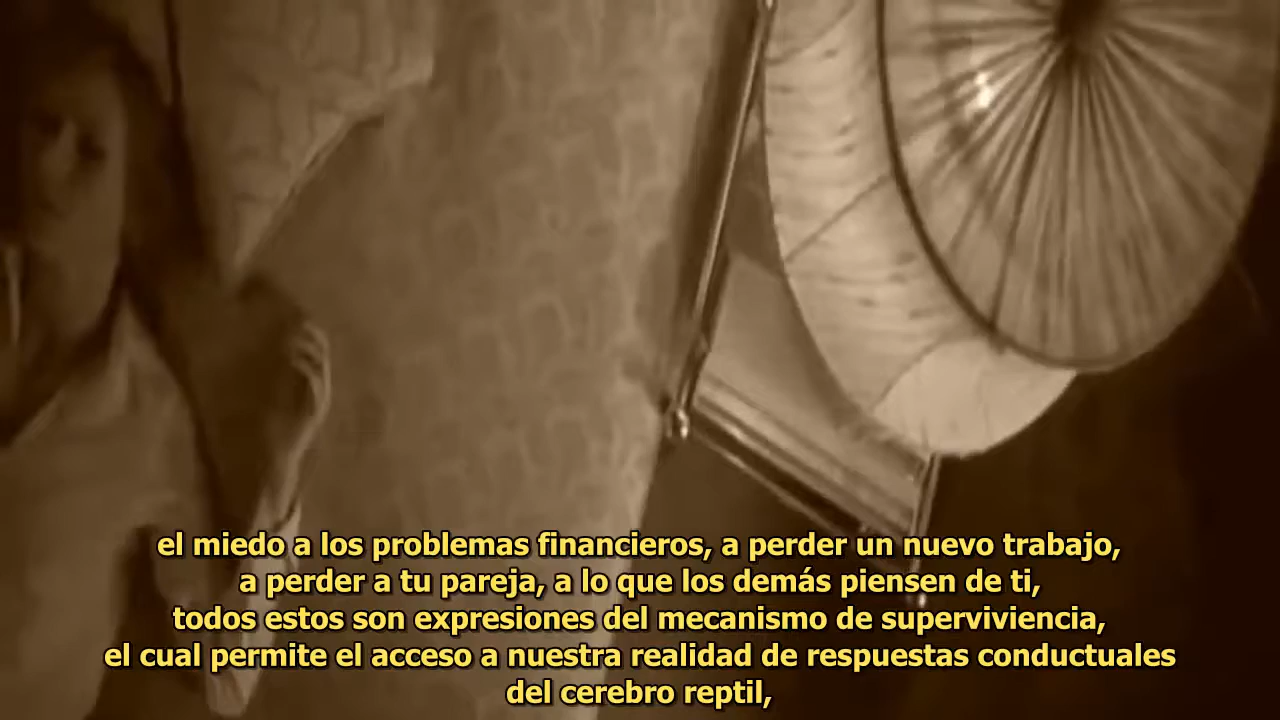 el miedo a los problemas financieros, a perder un nuevo trabajo,
a perder a tu pareja, a lo que los demás piensen de ti,
todos estos son expresiones del mecanismo de superviviencia,
el cual permite el acceso a nuestra realidad de respuestas conductuales
del cerebro reptil,